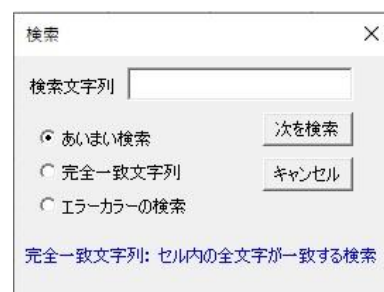 検索
検索文字列
あいまい検索
次を検索
完全一致文字列
キャンセル
エラーカラーの検索
完全一致文字列: セル内の全文字が一致する検索